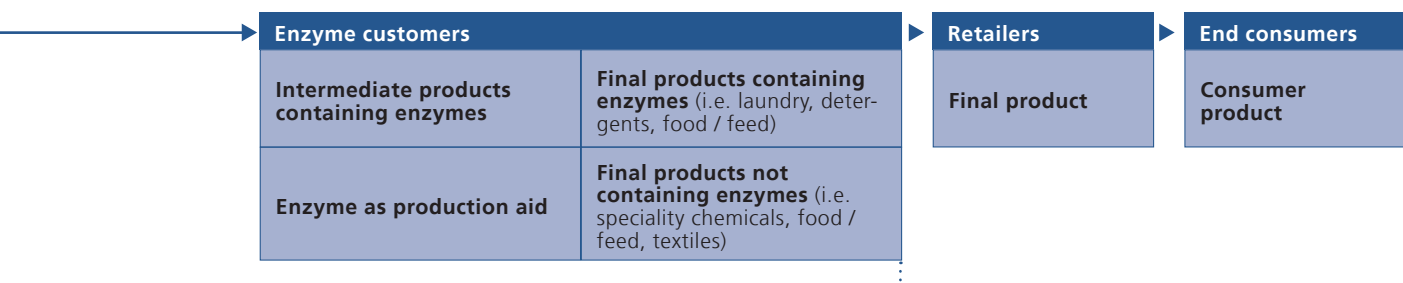 Enzyme customers
Retailers
End consumers
Intermediate products
containing enzymes
Final products containing
enzymes (i.e. laundry, deter-
gents, food / feed)
Final product
Consumer
product
Enzyme as production aid
Final products not
containing enzymes (i.e.
speciality chemicals, food /
feed, textiles)